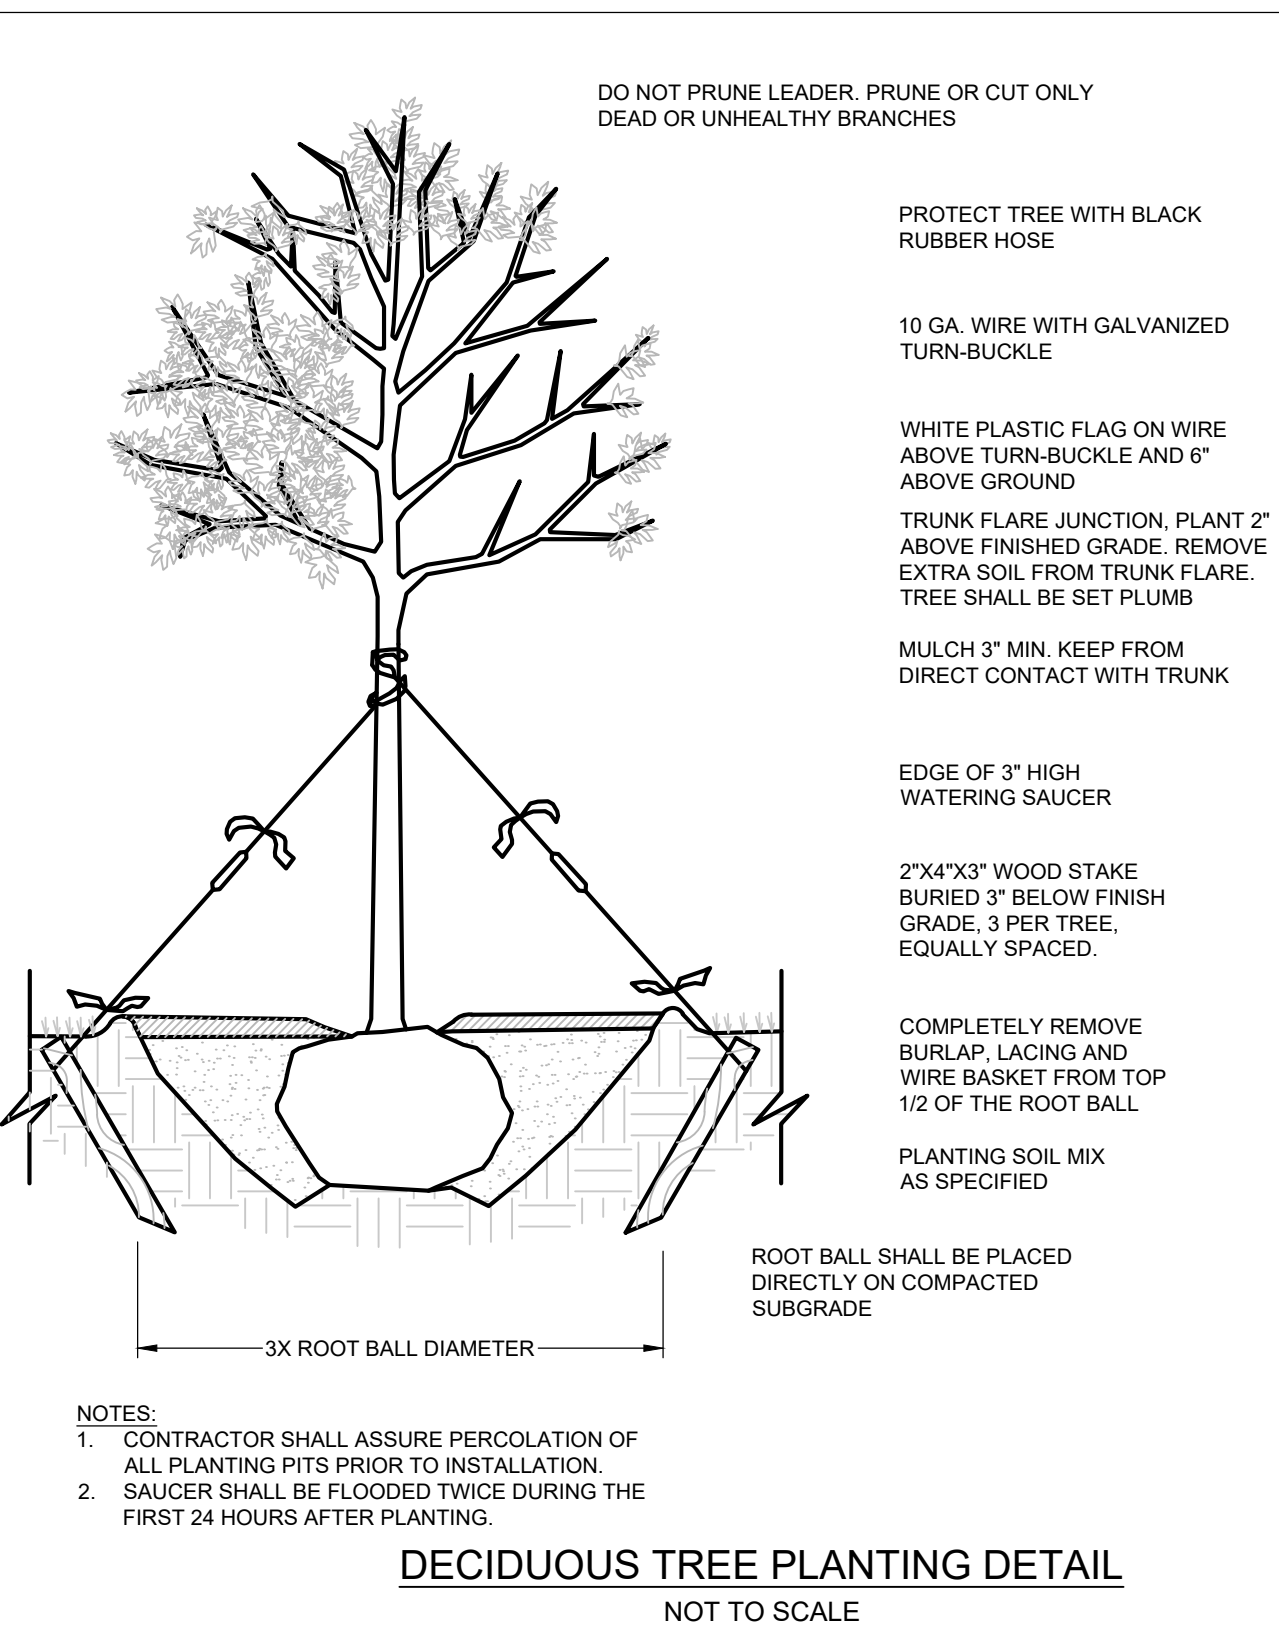 DO NOT PRUNE LEADER. PRUNE OR CUT ONLY
DEAD OR UNHEALTHY BRANCHES
PROTECT TREE WITH BLACK
RUBBER HOSE
10 GA. WIRE WITH GALVANIZED
TURN-BUCKLE
WHITE PLASTIC FLAG ON WIRE
ABOVE TURN-BUCKLE AND 6"
ABOVE GROUND
TRUNK FLARE JUNCTION, PLANT 2"
ABOVE FINISHED GRADE. REMOVE
EXTRA SOIL FROM TRUNK FLARE.
TREE SHALL BE SET PLUMB
MULCH 3" MIN. KEEP FROM
DIRECT CONTACT WITH TRUNK
EDGE OF 3" HIGH
WATERING SAUCER
2"X4"X3" WOOD STAKE
BURIED 3" BELOW FINISH
GRADE, 3 PER TREE,
EQUALLY SPACED.
COMPLETELY REMOVE
BURLAP, LACING AND
WIRE BASKET FROM TOP
1/2 OF THE ROOT BALL
PLANTING SOIL MIX
AS SPECIFIED
ROOT BALL SHALL BE PLACED
DIRECTLY ON COMPACTED
SUBGRADE
3X ROOT BALL DIAMETER
NOTES:
1. CONTRACTOR SHALL ASSURE PERCOLATION OF
ALL PLANTING PITS PRIOR TO INSTALLATION.
2. SAUCER SHALL BE FLOODED TWICE DURING THE
FIRST 24 HOURS AFTER PLANTING.
DECIDUOUS TREE PLANTING DETAIL
NOT TO SCALE